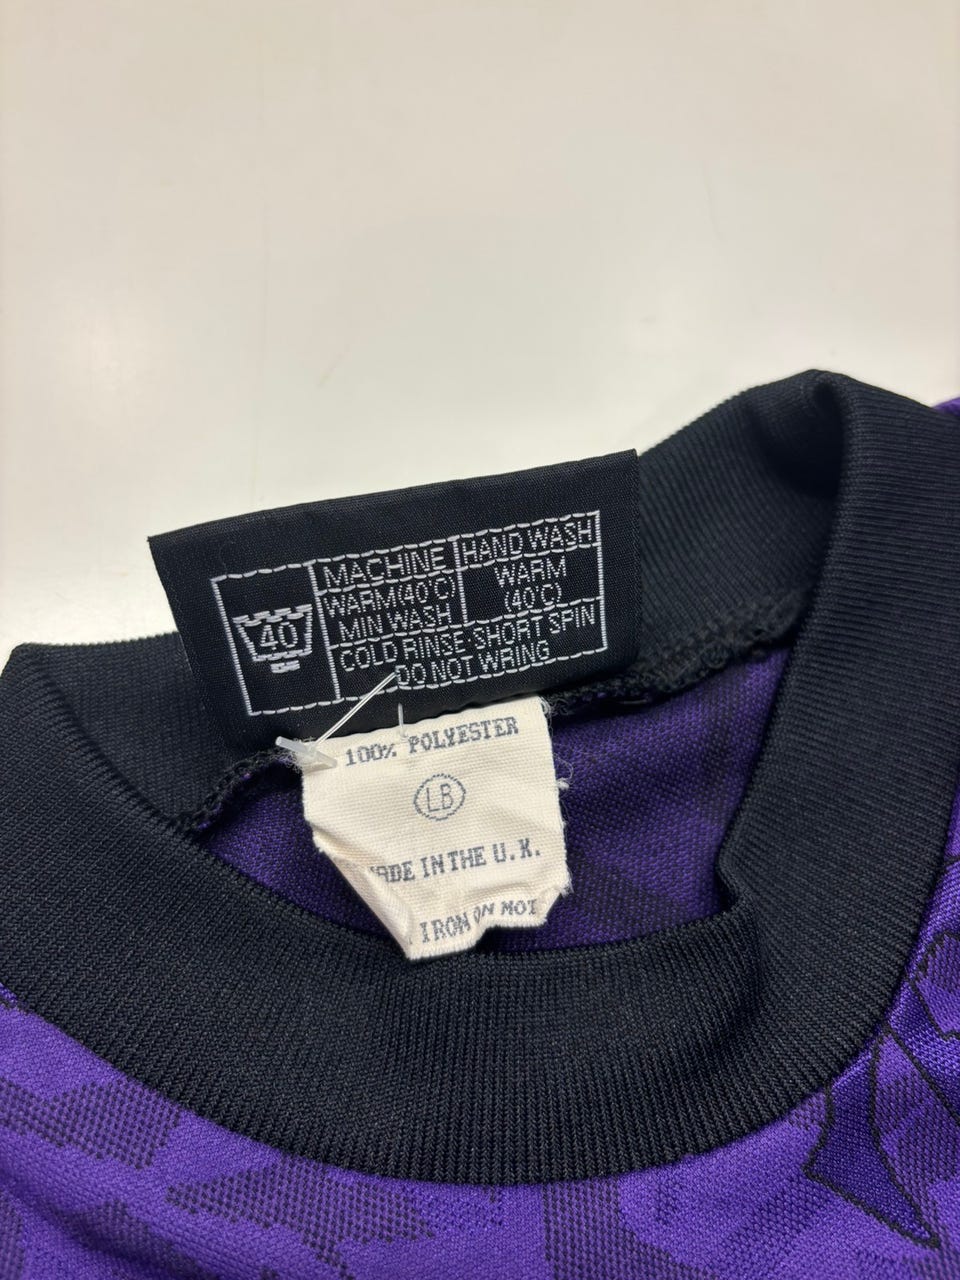 MACHINE HAND WASH
40 WARM(40°C) WARM
MIN WASH (40°C)
COLD RINSE·SHORT SPIN
DO NOT WRING
100% POLYESTER
LB
MADE IN THE U.K.
IRON ON MOT